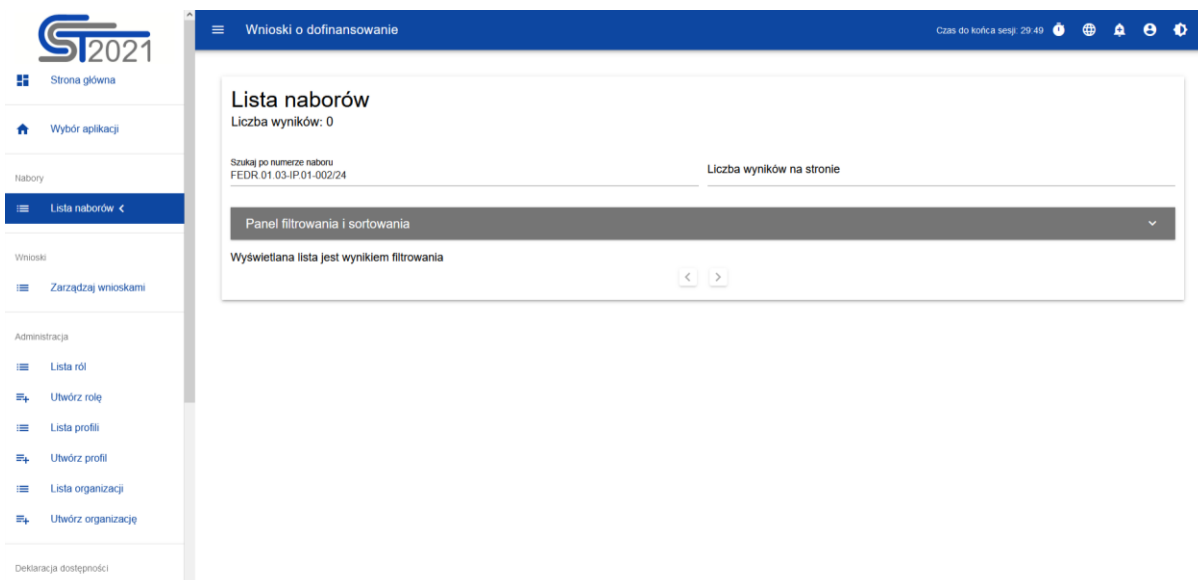 ST2021
Strona główna
Wybór aplikacji
Nabory
Lista naborów
Wnioski
Zarządzaj wnioskami
Administracja
Lista ról
Utwórz rolę
Lista profili
Utwórz profil
Lista organizacji
Utwórz organizację
Deklaracja dostępności
Wnioski o dofinansowanie
Czas do końca sesji: 29:49
Lista naborów
Liczba wyników: 0
Szukaj po numerze naboru
FEDR.01.03-IP.01-002/24
Liczba wyników na stronie
Panel filtrowania i sortowania
Wyświetlana lista jest wynikiem filtrowania